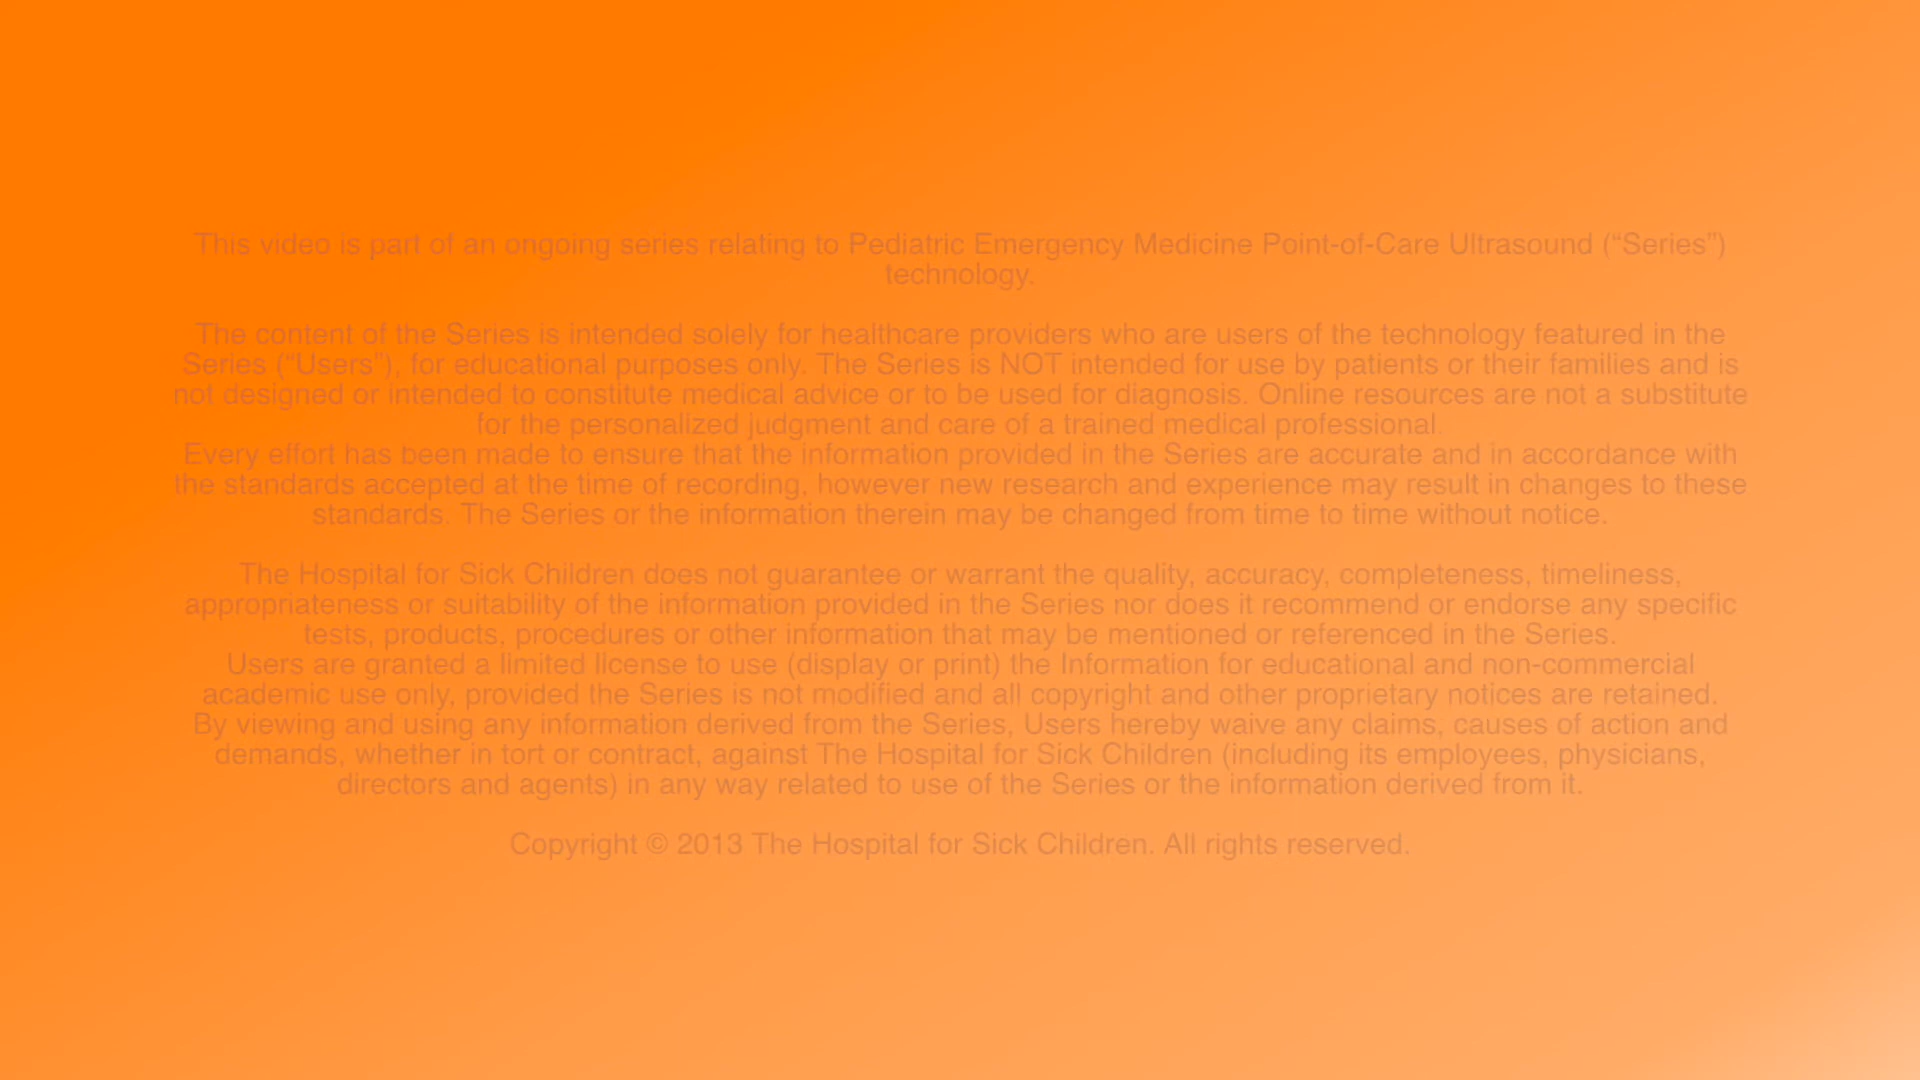 This video is part of an ongoing series relating to Pediatric Emergency Medicine Point-of-Care Ultrasound (“Series”)
technology.
The content of the Series is intended solely for healthcare providers who are users of the technology featured in the
Series (“Users”), for educational purposes only. The Series is NOT intended for use by patients or their families and is
not designed or intended to constitute medical advice or to be used for diagnosis. Online resources are not a substitute
for the personalized judgment and care of a trained medical professional.
Every effort has been made to ensure that the information provided in the Series are accurate and in accordance with
the standards accepted at the time of recording, however new research and experience may result in changes to these
standards. The Series or the information therein may be changed from time to time without notice.
The Hospital for Sick Children does not guarantee or warrant the quality, accuracy, completeness, timeliness,
appropriateness or suitability of the information provided in the Series nor does it recommend or endorse any specific
tests, products, procedures or other information that may be mentioned or referenced in the Series.
Users are granted a limited license to use (display or print) the Information for educational and non-commercial
academic use only, provided the Series is not modified and all copyright and other proprietary notices are retained.
By viewing and using any information derived from the Series, Users hereby waive any claims, causes of action and
demands, whether in tort or contract, against The Hospital for Sick Children (including its employees, physicians,
directors and agents) in any way related to use of the Series or the information derived from it.
Copyright © 2013 The Hospital for Sick Children. All rights reserved.